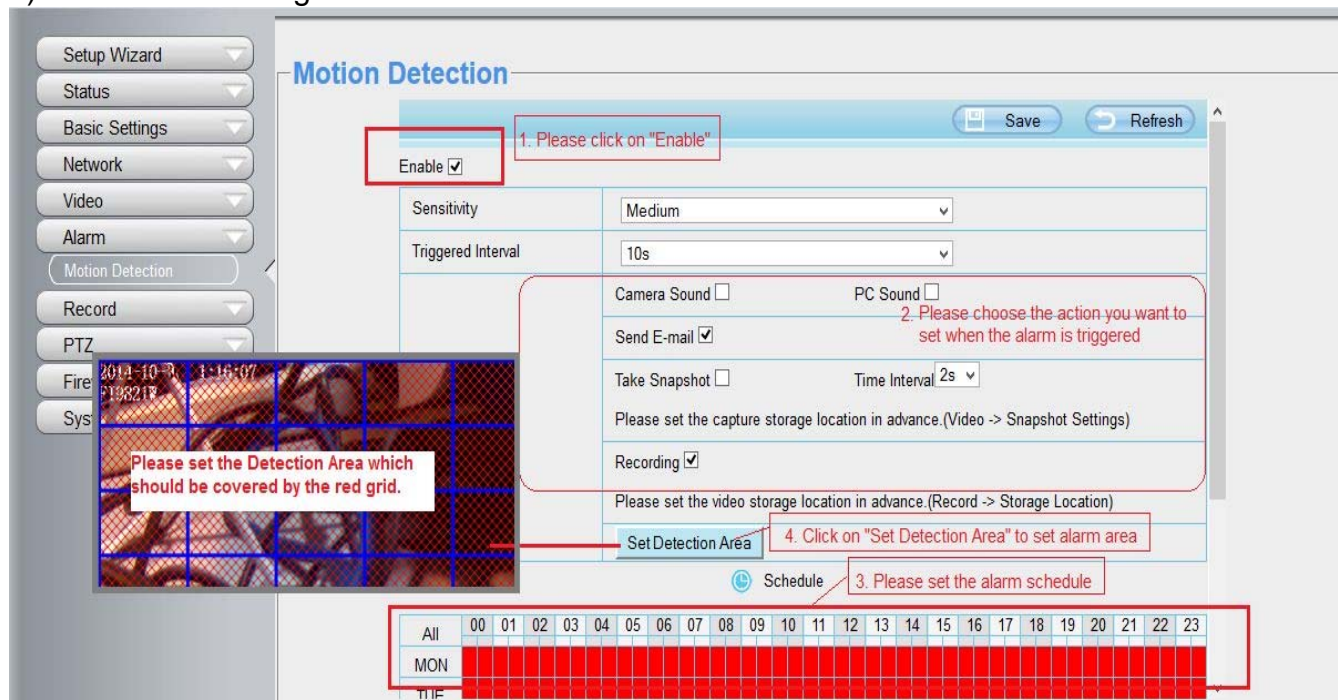 Setup Wizard
Status
Basic Settings
Network
Video
Alarm
Motion Detection
Record
PTZ
Fire
Sys
Motion Detection
Save
Refresh
1. Please click on "Enable"
Enable
Sensitivity
Medium
Triggered Interval
10s
Camera Sound
PC Sound
2. Please choose the action you want to
set when the alarm is triggered
Send E-mail
Take Snapshot
Time Interval 2s
Please set the capture storage location in advance.(Video -> Snapshot Settings)
Recording
Please set the video storage location in advance.(Record -> Storage Location)
Set Detection Area
4. Click on "Set Detection Area" to set alarm area
Please set the Detection Area which
should be covered by the red grid.
Schedule
3. Please set the alarm schedule
All 00 01 02 03 04 05 06 07 08 09 10 11 12 13 14 15 16 17 18 19 20 21 22 23
MON
TUE